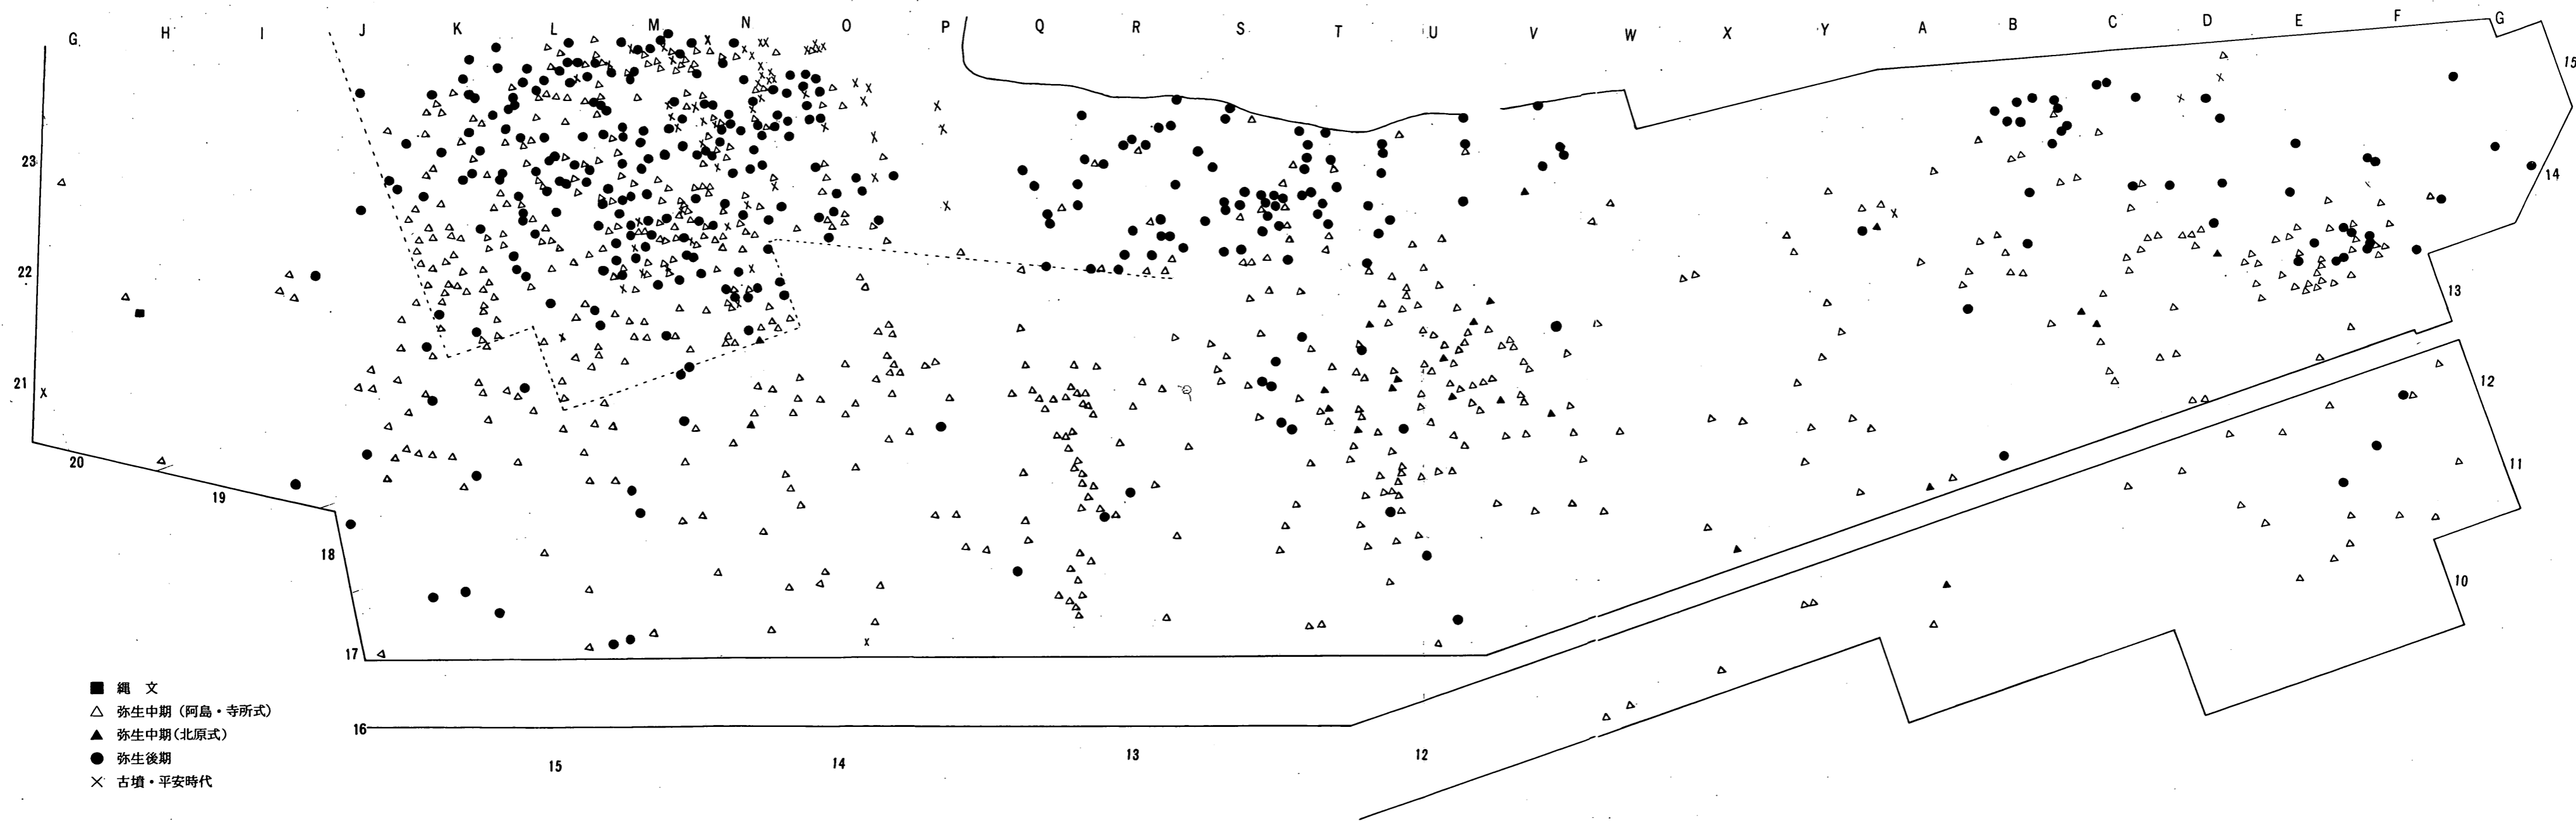 G H I J K L M N O P Q R S T U V W X Y A B C D E F G
15
23
14
22
13
21
12
20
11
19
18
10
17
16
15 14 13 12
縄　文
弥生中期（阿島・寺所式）
弥生中期（北原式）
弥生後期
古墳・平安時代